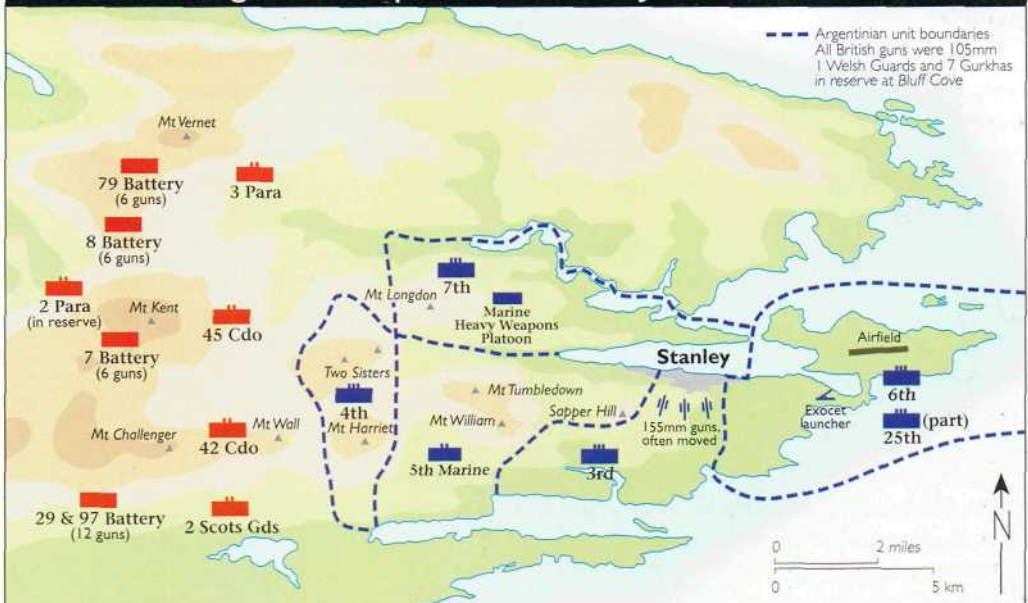 Argentinian unit boundaries
All British guns were 105mm
1 Welsh Guards and 7 Gurkhas
in reserve at Bluff Cove
Mt Vernet
79 Battery
(6 guns)
3 Para
8 Battery
(6 guns)
2 Para
(in reserve)
Mt Kent
45 Cdo
7 Battery
(6 guns)
Mt Longdon
7th
Marine
Heavy Weapons
Platoon
Stanley
Airfield
Two Sisters
4th
Mt Harriet
Mt Tumbledown
Mt William
Sapper Hill
155mm guns,
often moved
Exocet
launcher
6th
25th
(part)
Mt Challenger
42 Cdo
Mt Wall
5th Marine
3rd
29 & 97 Battery
(12 guns)
2 Scots Gds
N
0
2 miles
0
5 km